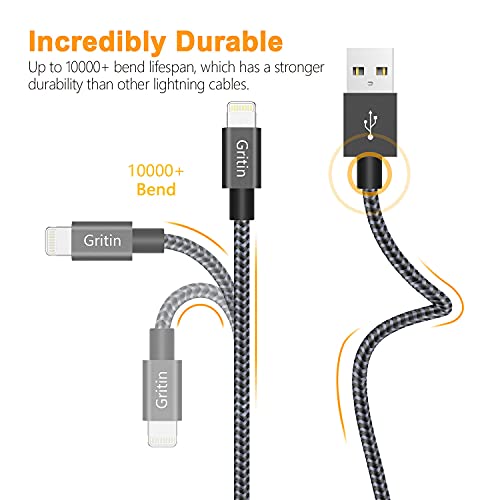 Incredibly Durable
Up to 10000+ bend lifespan, which has a stronger
durability than other lightning cables.
Gritin
10000+
Bend
Gritin
Gritin